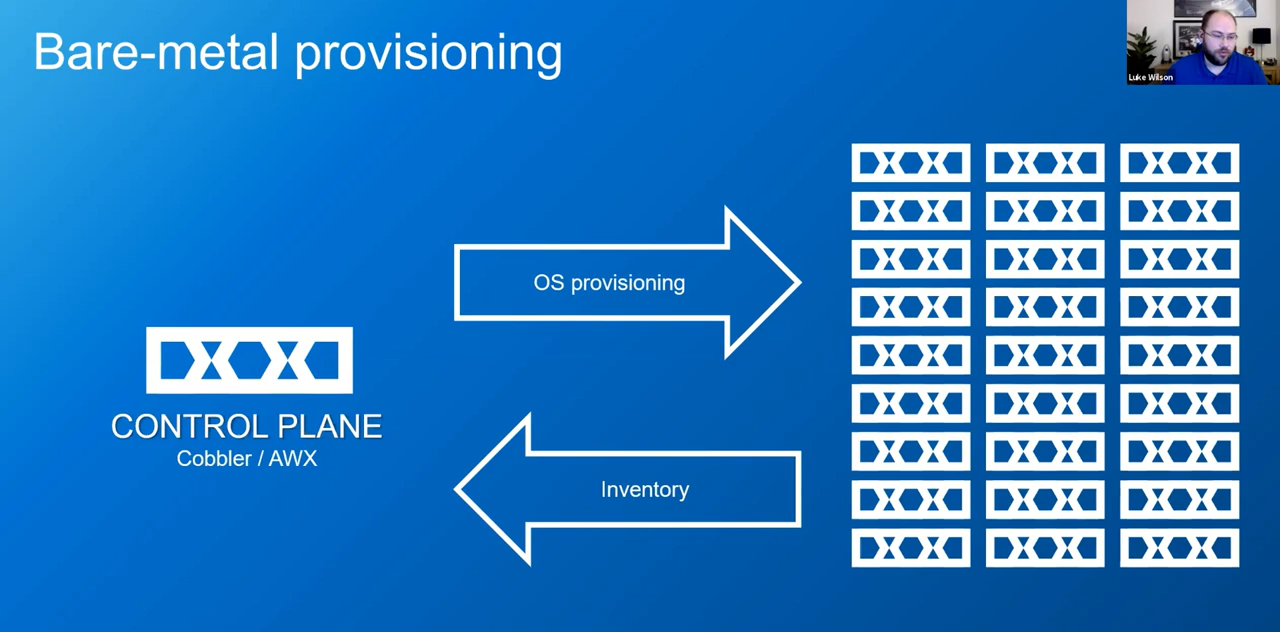 Bare-metal provisioning
Luke Wilson
OS provisioning
CONTROL PLANE
Cobbler / AWX
Inventory